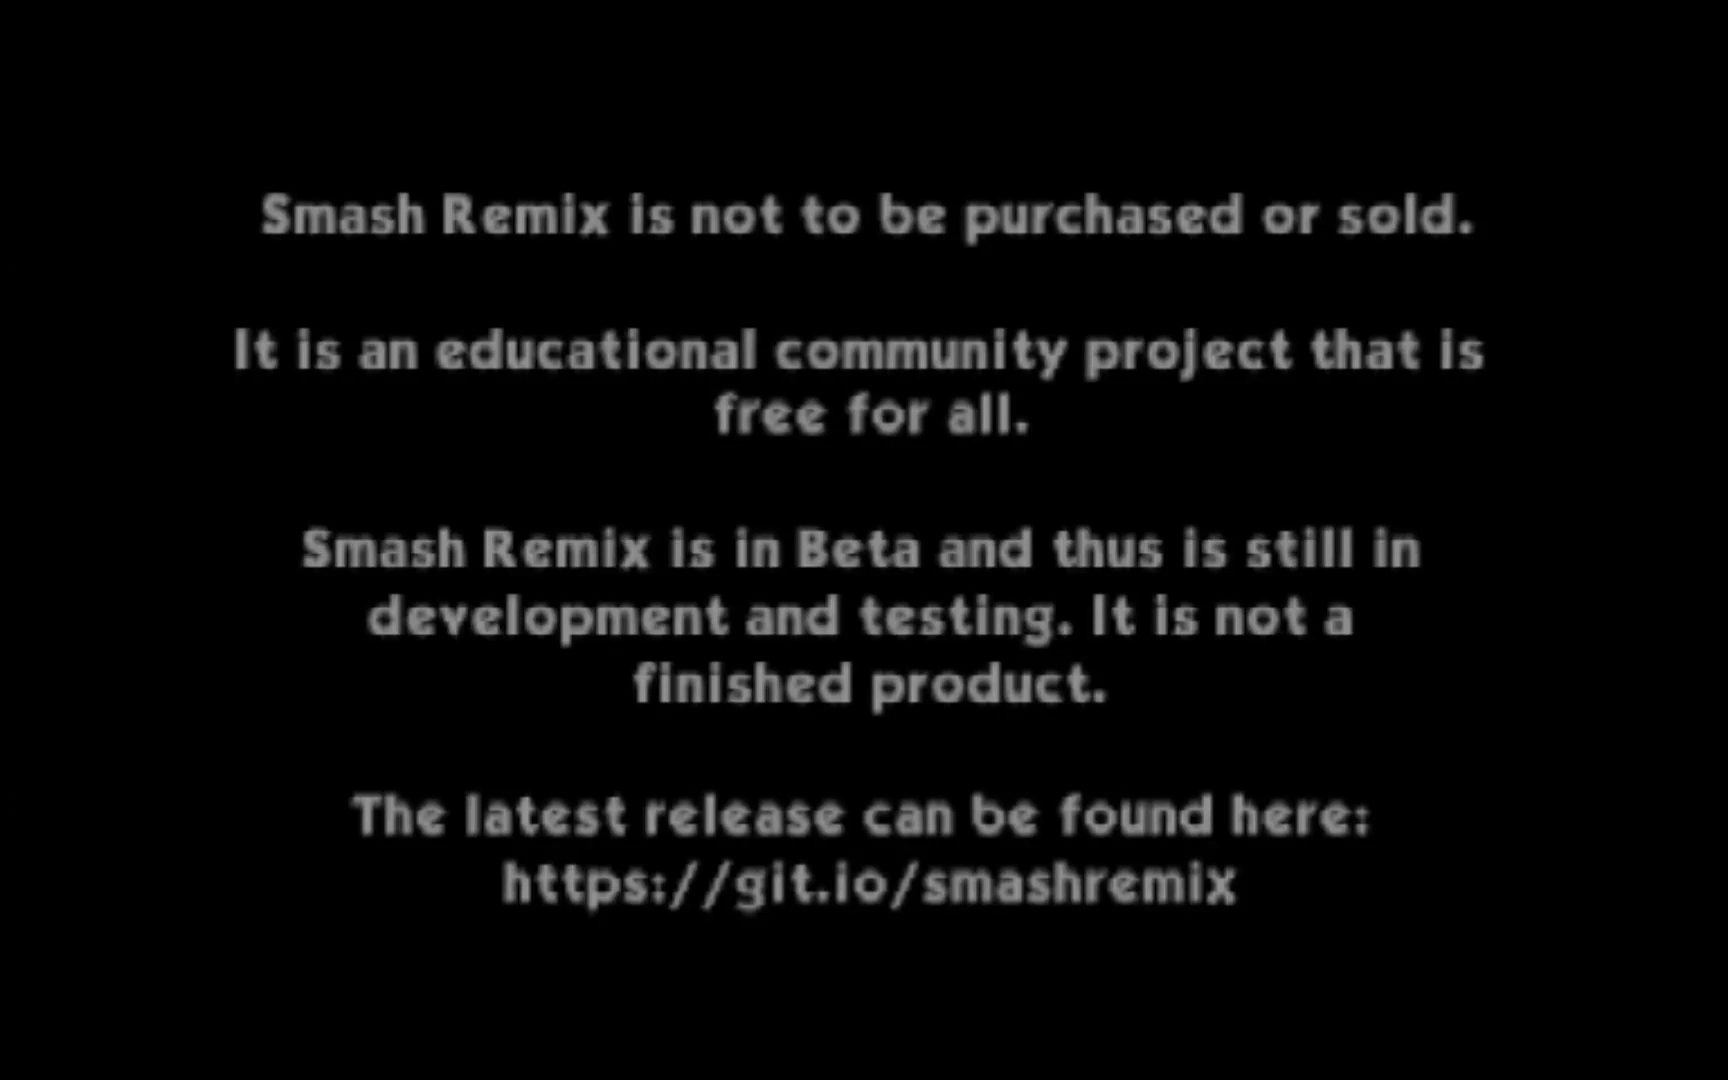 Smash Remix is not to be purchased or sold.
It is an educational community project that is
free for all.
Smash Remix is in Beta and thus is still in
development and testing. It is not a
finished product.
The latest release can be found here:
https://git.io/smashremix